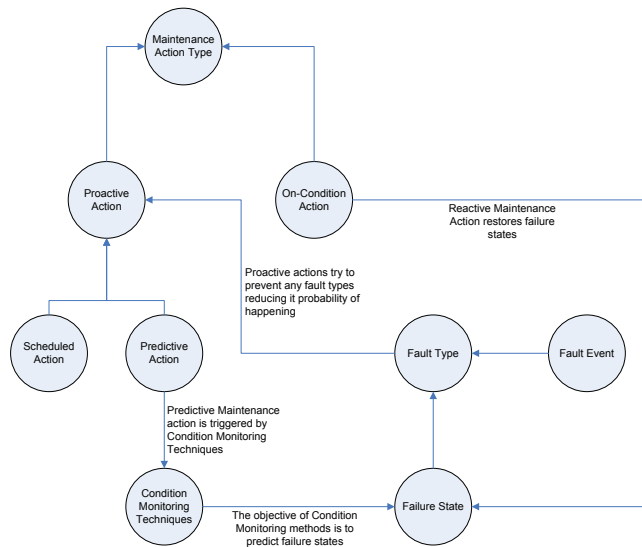 Maintenance
Action Type
Proactive
Action
On-Condition
Action
Reactive Maintenance
Action restores failure
states
Proactive actions try to
prevent any fault types
reducing it probability of
happening
Scheduled
Action
Predictive
Action
Fault Type
Fault Event
Predictive Maintenance
action is triggered by
Condition Monitoring
Techniques
Condition
Monitoring
Techniques
The objective of Condition
Monitoring methods is to
predict failure states
Failure State